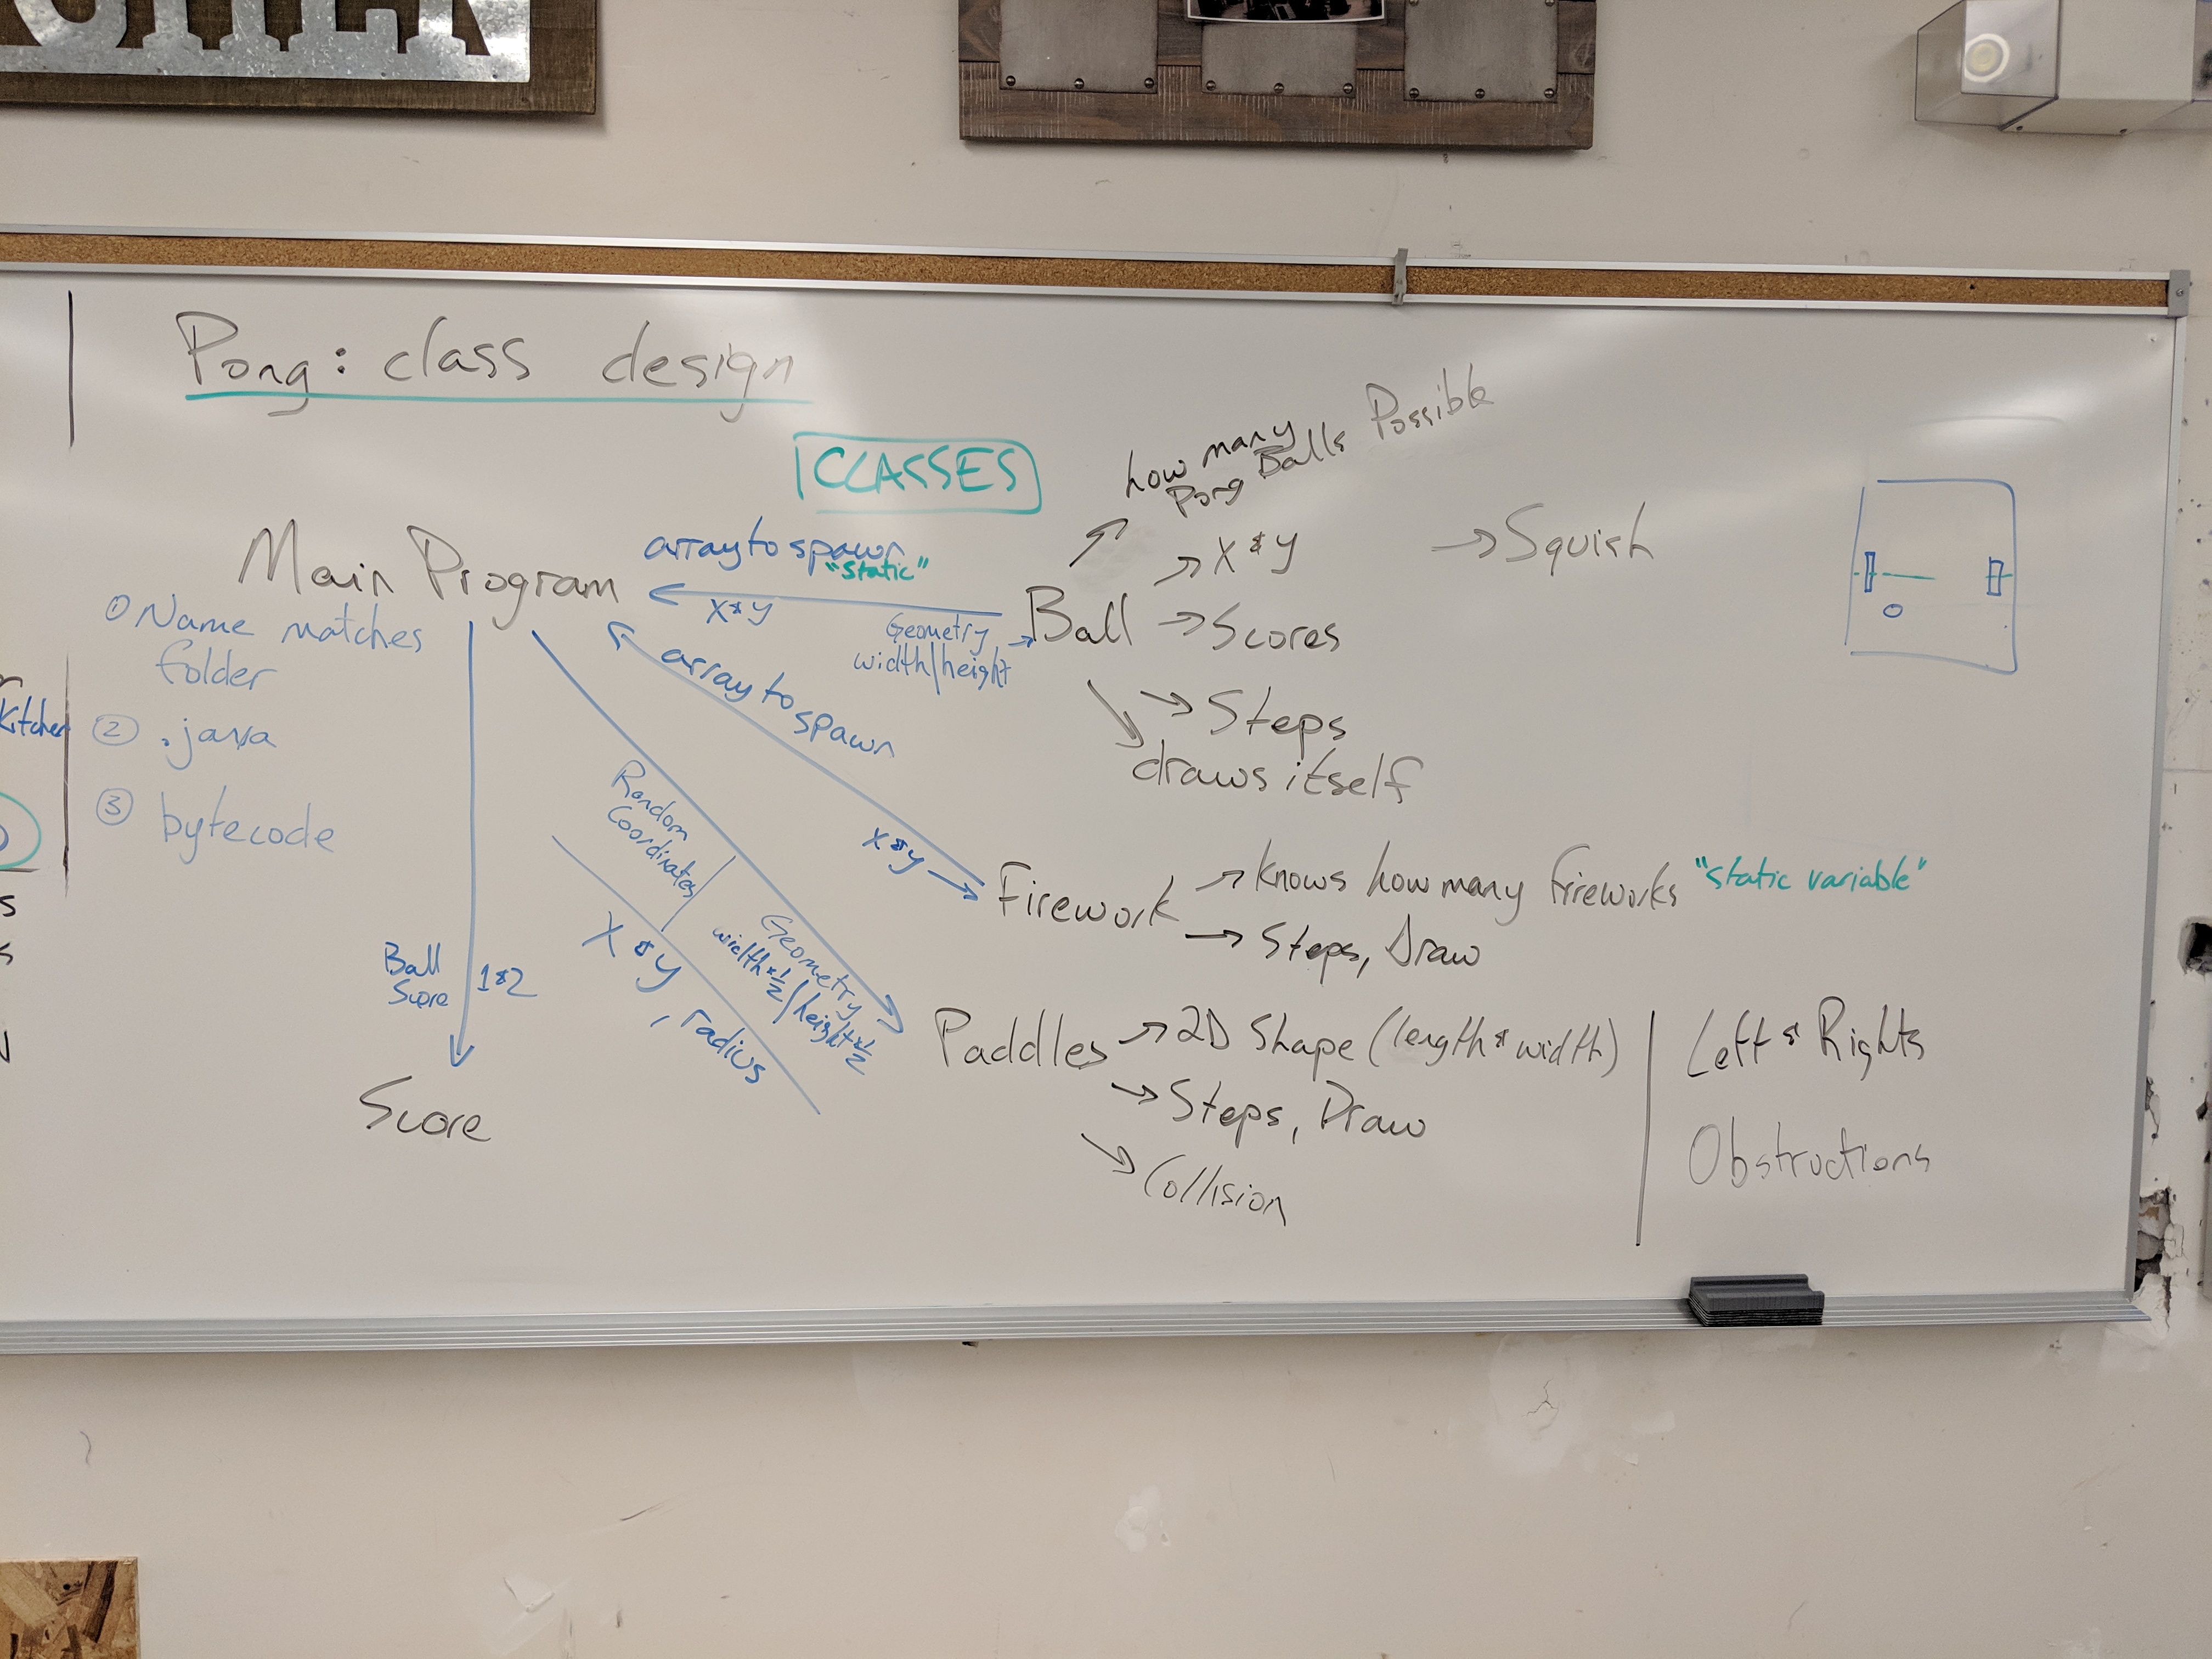 Pong: class design
CLASSES
Main Program
① Name matches
folder
② .java
③ bytecode
Kitchen
array to spawn
"static"
x & y
Geometry
width/height
Ball
how many
Pong Balls Possible
x & y
Squish
Scores
Steps
draws itself
array to
spawn
x & y
Firework
knows how many fireworks "static variable"
Steps, Draw
Random
Coordinates
Geometry
width*½/height*½
X & y, radius
Paddles
2D Shape (length & width)
Steps, Draw
Collision
Left & Rights
Obstructions
Ball
Score
1 & 2
Score